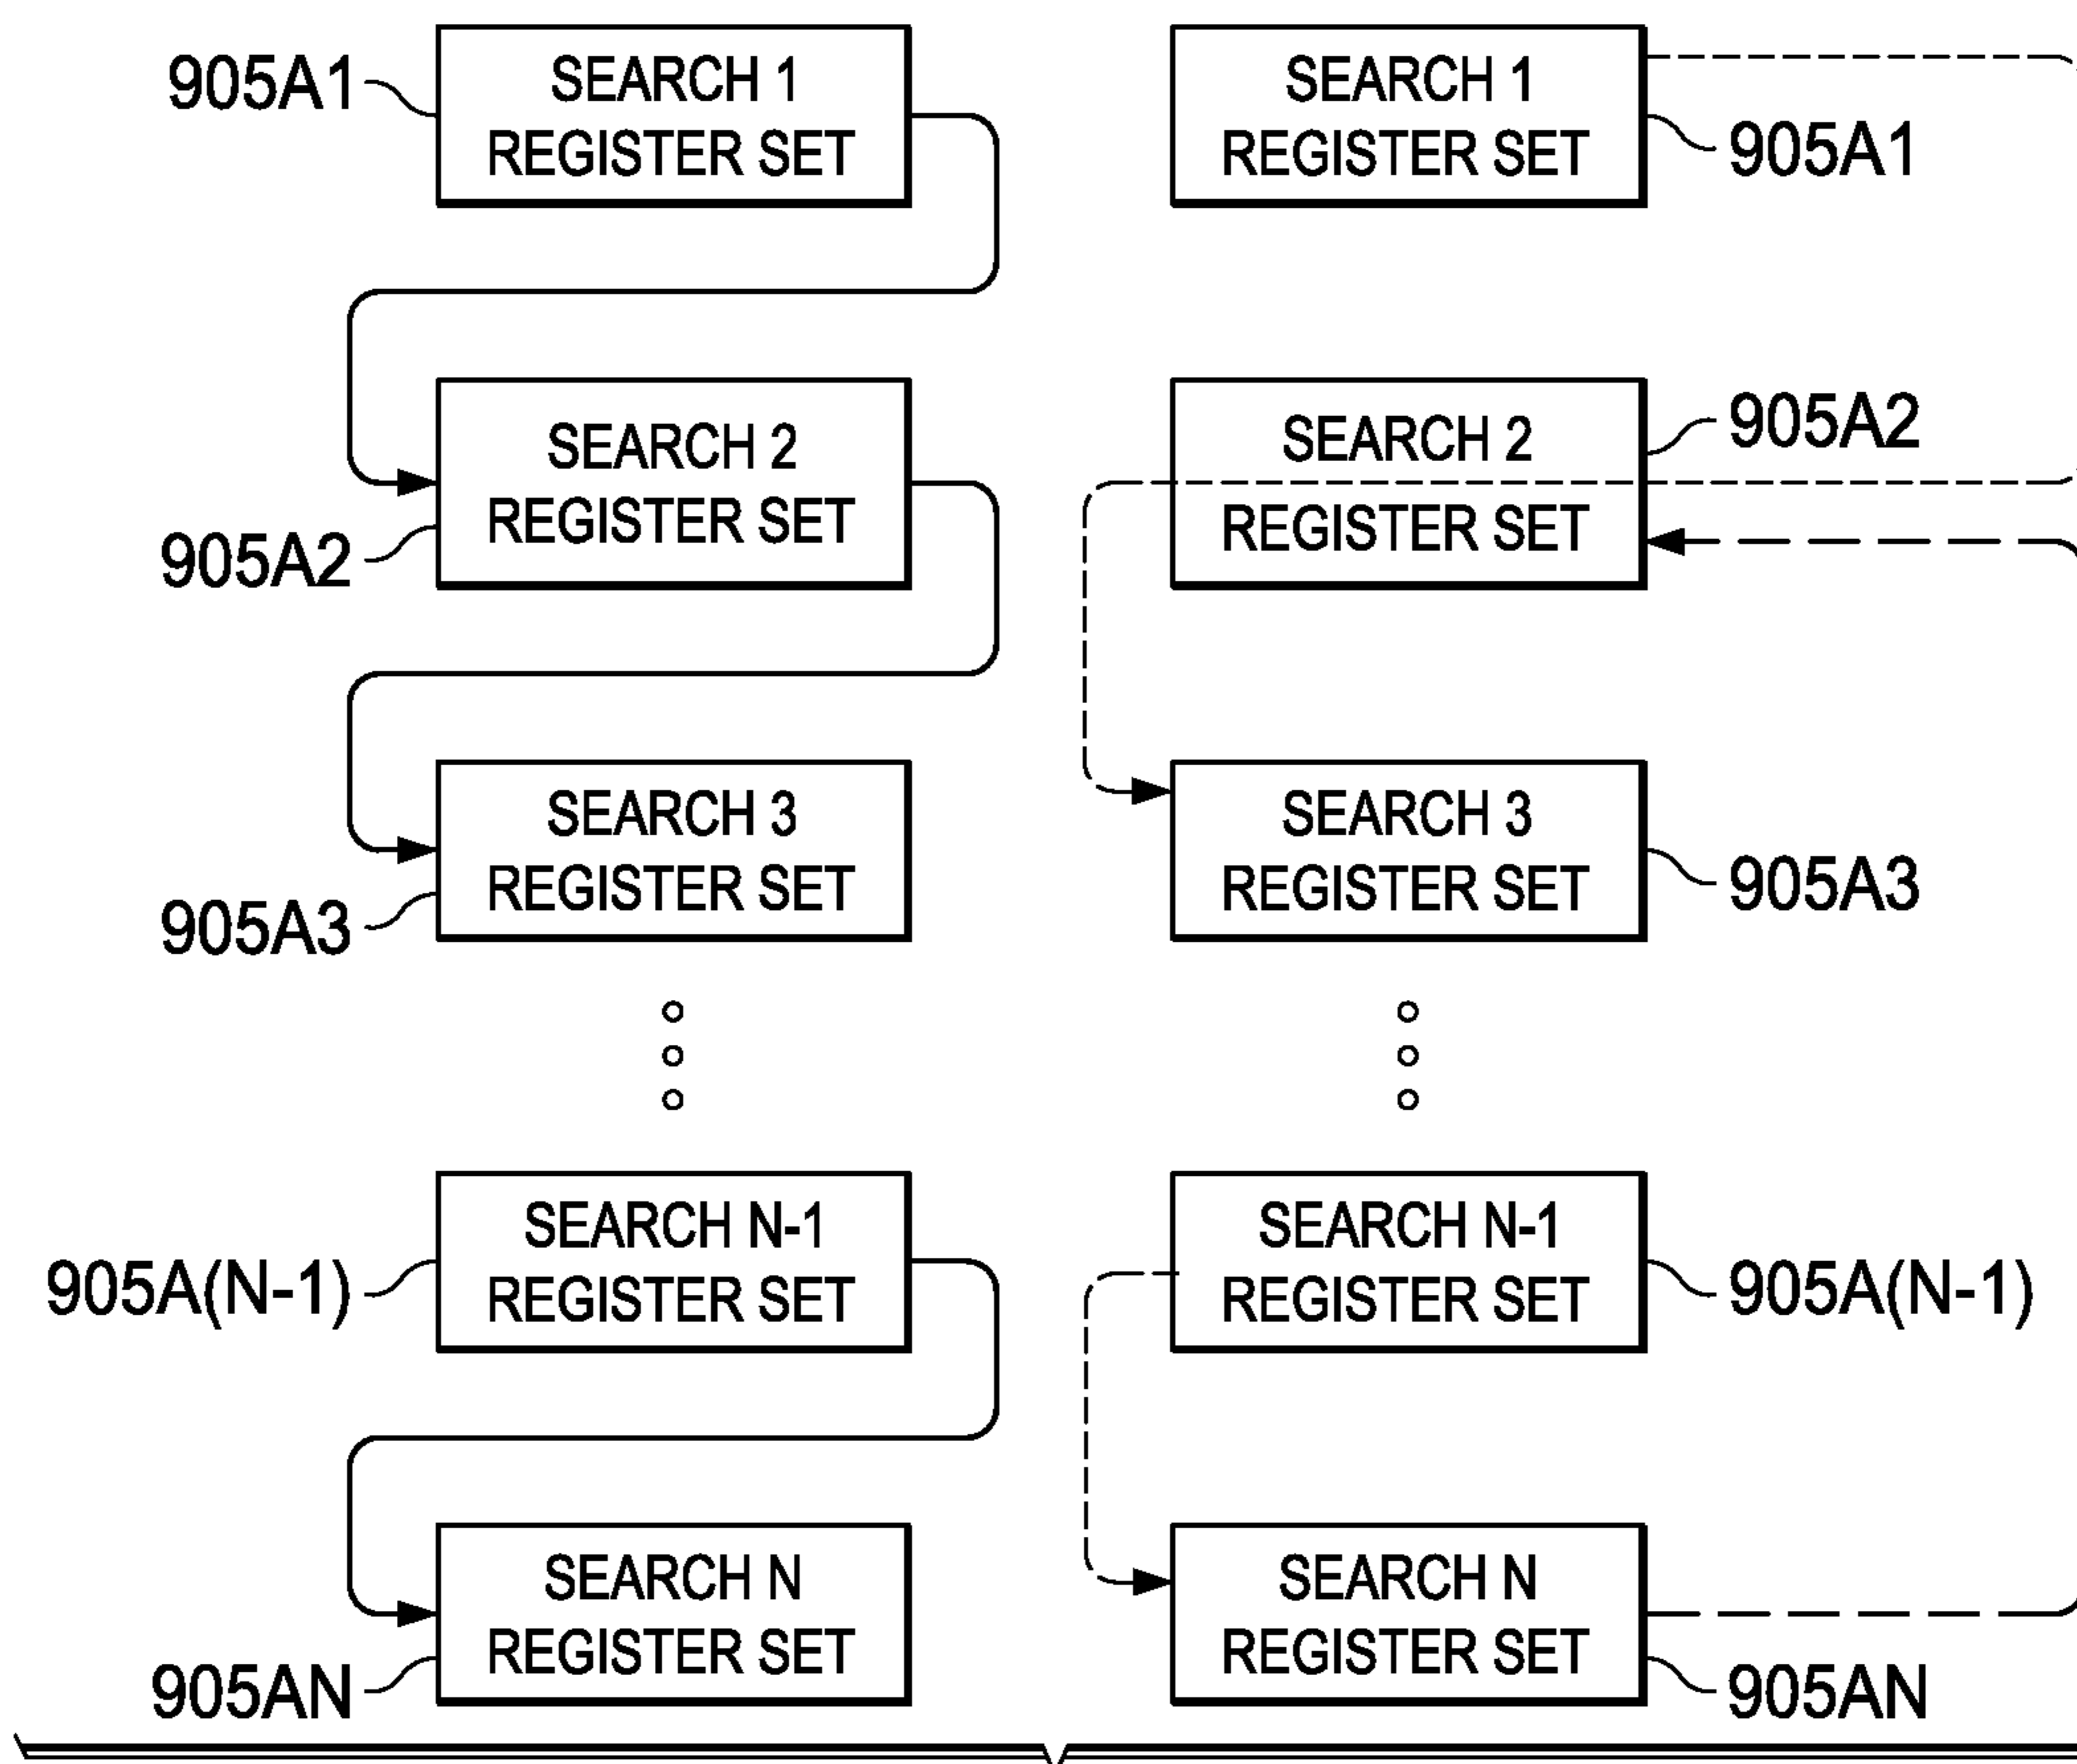 905A1
SEARCH 1
REGISTER SET
SEARCH 1
REGISTER SET
905A1
905A2
SEARCH 2
REGISTER SET
SEARCH 2
REGISTER SET
905A2
905A3
SEARCH 3
REGISTER SET
SEARCH 3
REGISTER SET
905A3
905A(N-1)
SEARCH N-1
REGISTER SET
SEARCH N-1
REGISTER SET
905A(N-1)
905AN
SEARCH N
REGISTER SET
SEARCH N
REGISTER SET
905AN